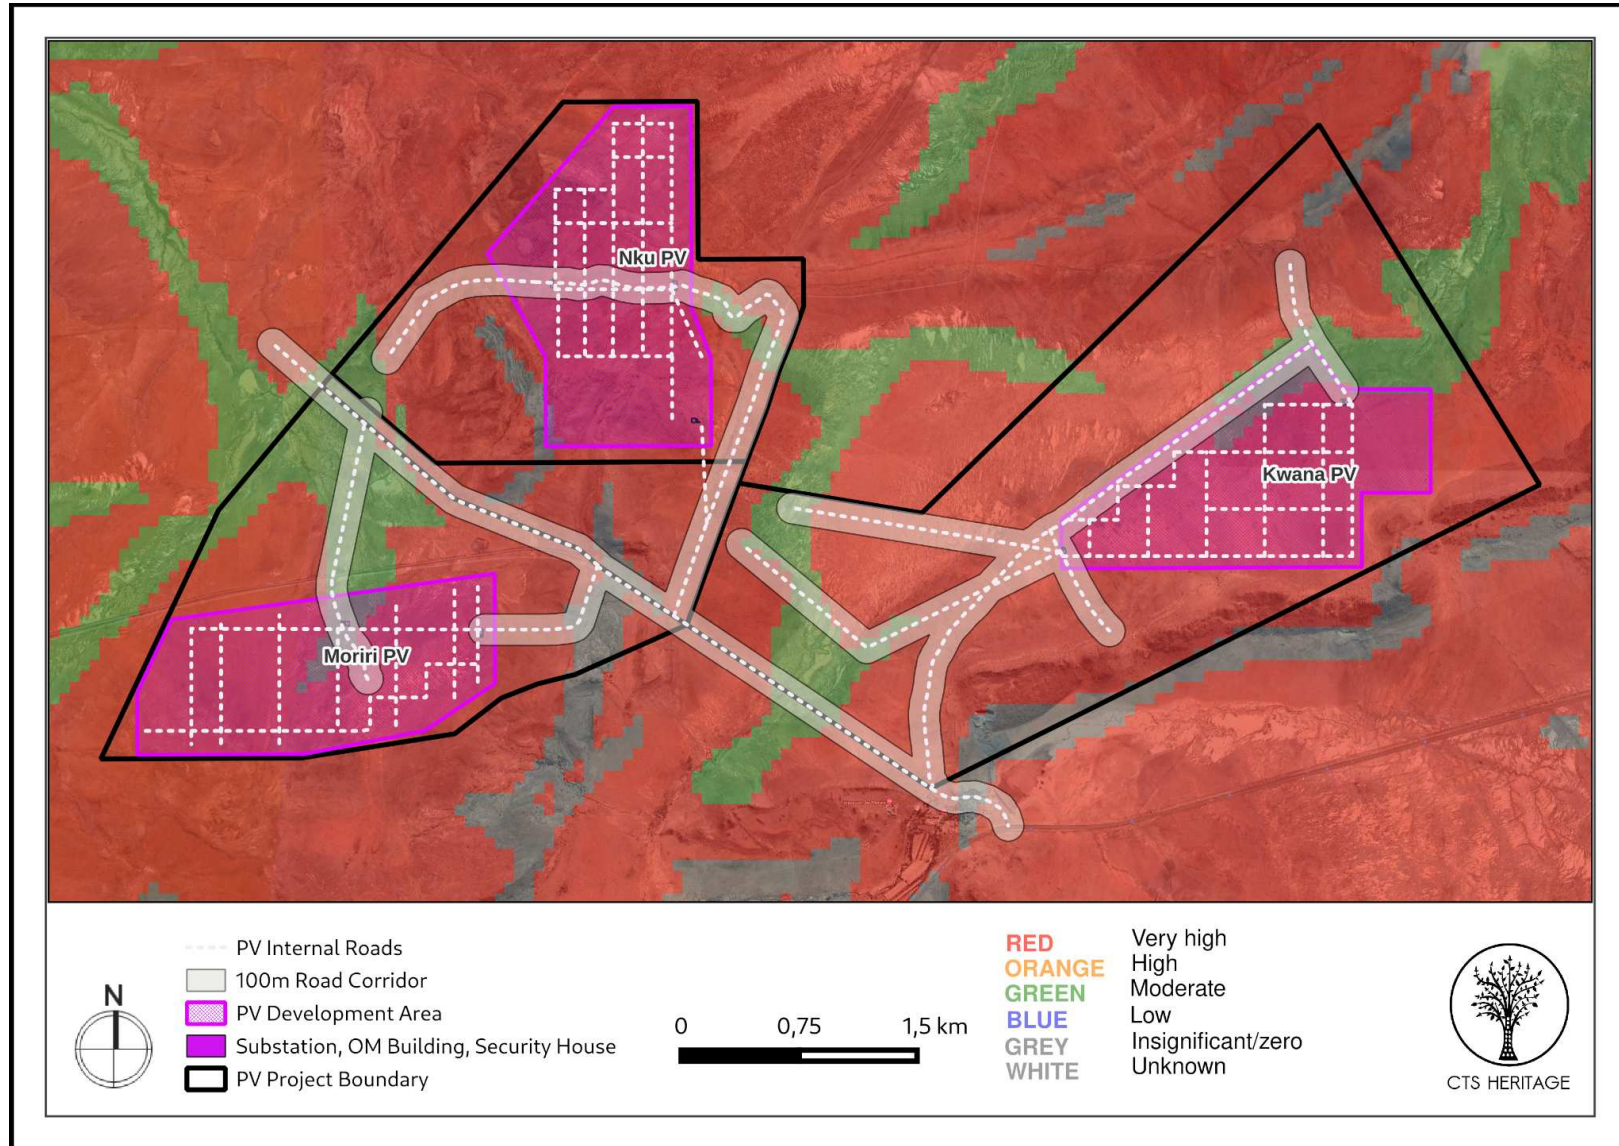 Nku PV
Kwana PV
Moriri PV
N
PV Internal Roads
100m Road Corridor
PV Development Area
Substation, OM Building, Security House
PV Project Boundary
0 0,75 1,5 km
RED Very high
ORANGE High
GREEN Moderate
BLUE Low
GREY Insignificant/zero
WHITE Unknown
CTS HERITAGE